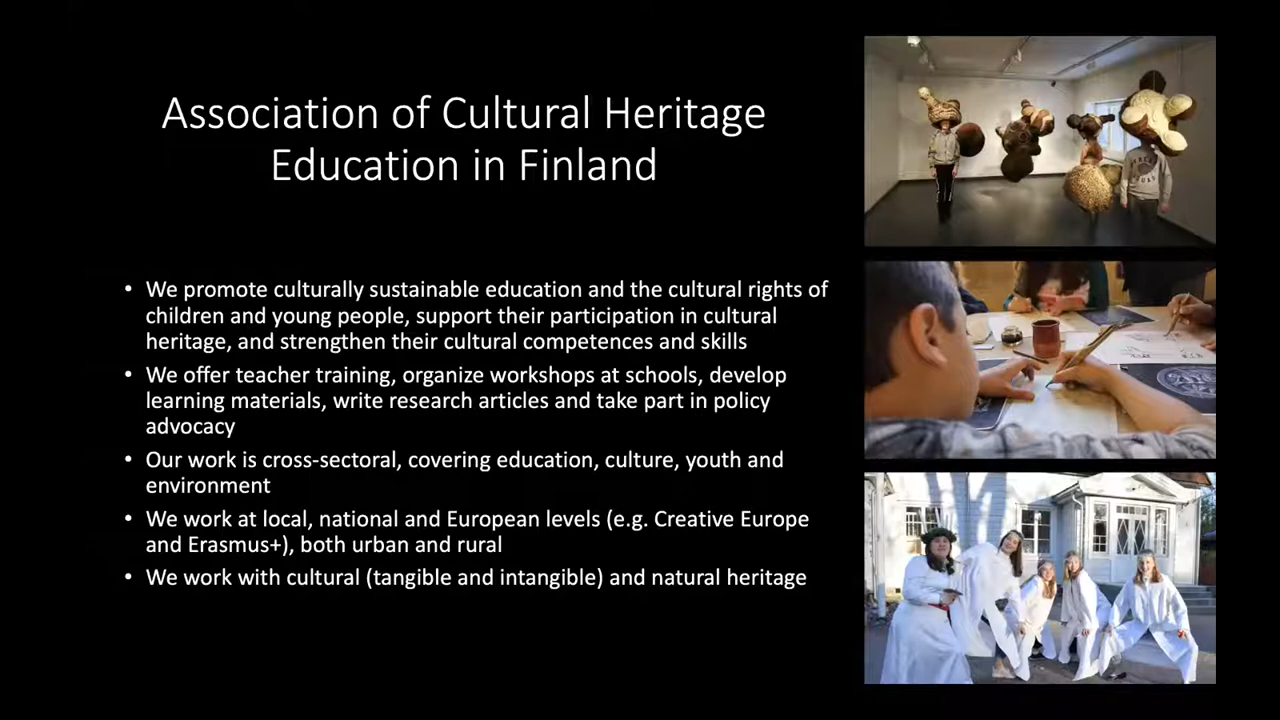 Association of Cultural Heritage
Education in Finland
• We promote culturally sustainable education and the cultural rights of
children and young people, support their participation in cultural
heritage, and strengthen their cultural competences and skills
• We offer teacher training, organize workshops at schools, develop
learning materials, write research articles and take part in policy
advocacy
• Our work is cross-sectoral, covering education, culture, youth and
environment
• We work at local, national and European levels (e.g. Creative Europe
and Erasmus+), both urban and rural
• We work with cultural (tangible and intangible) and natural heritage